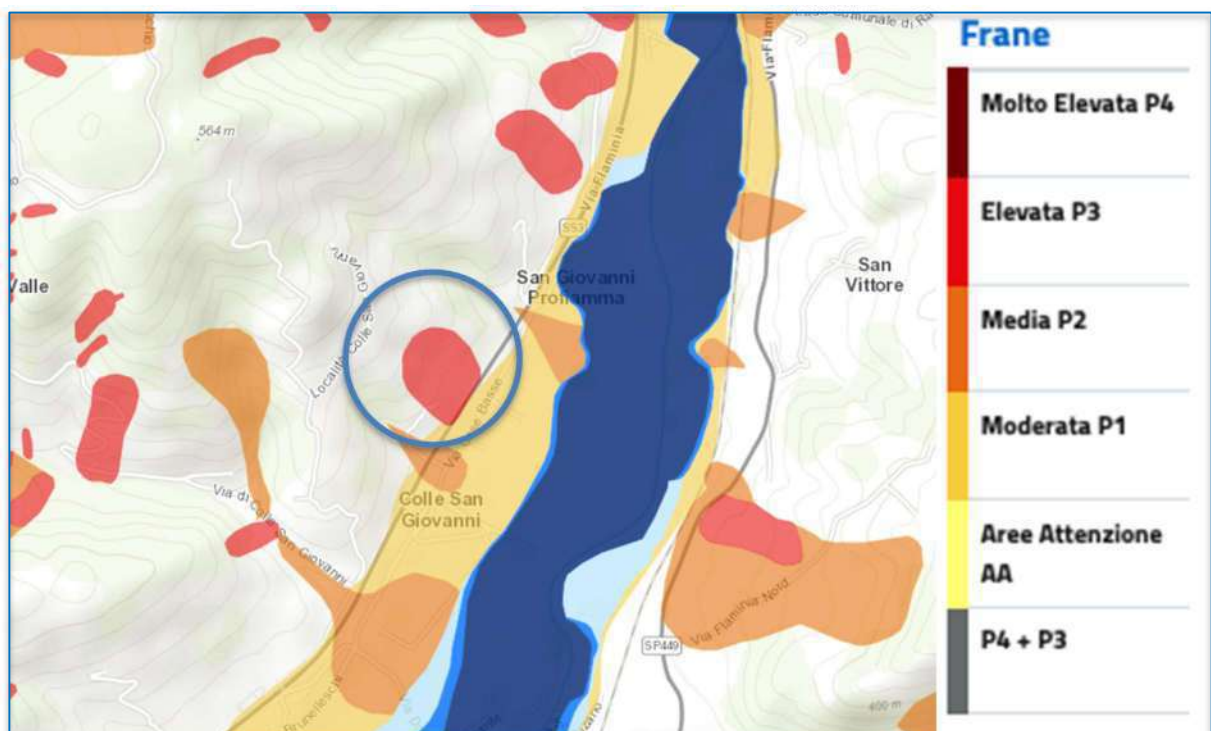 564 m
Via Flaminia
SS3
San Giovanni
Profiamma
San
Vittore
Valle
Località Colle San Giovanni
Colle San
Giovanni
Via di Colle San Giovanni
Via Flaminia Nord
SP449
400 m
Frane
Molto Elevata P4
Elevata P3
Media P2
Moderata P1
Aree Attenzione
AA
P4 + P3